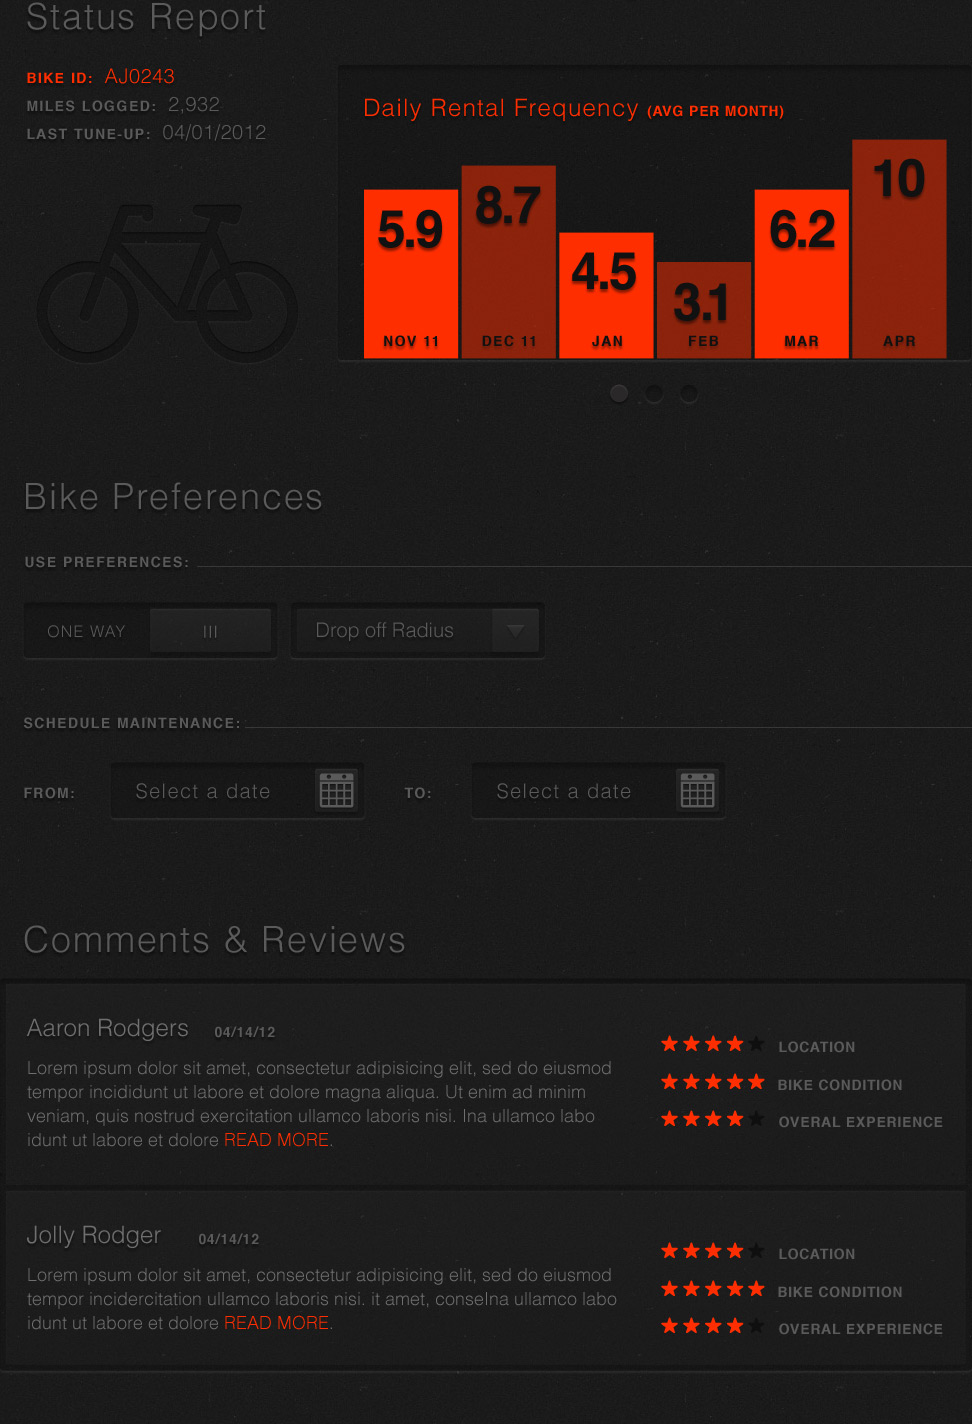 Status Report
BIKE ID: AJ0243
MILES LOGGED: 2,932
LAST TUNE-UP: 04/01/2012
Daily Rental Frequency (AVG PER MONTH)
5.9
8.7
4.5
3.1
6.2
10
NOV 11
DEC 11
JAN
FEB
MAR
APR
Bike Preferences
USE PREFERENCES:
ONE WAY
Drop off Radius
SCHEDULE MAINTENANCE:
FROM: Select a date
TO: Select a date
Comments & Reviews
Aaron Rodgers 04/14/12
Lorem ipsum dolor sit amet, consectetur adipisicing elit, sed do eiusmod
tempor incididunt ut labore et dolore magna aliqua. Ut enim ad minim
veniam, quis nostrud exercitation ullamco laboris nisi. Ina ullamco labo
idunt ut labore et dolore READ MORE.
LOCATION
BIKE CONDITION
OVERAL EXPERIENCE
Jolly Rodger 04/14/12
Lorem ipsum dolor sit amet, consectetur adipisicing elit, sed do eiusmod
tempor incidercitation ullamco laboris nisi. it amet, conseIna ullamco labo
idunt ut labore et dolore READ MORE.
LOCATION
BIKE CONDITION
OVERAL EXPERIENCE